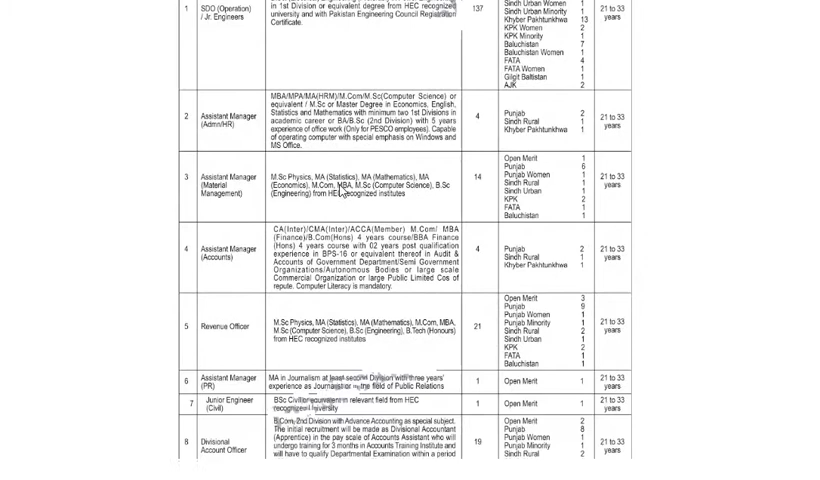 Sindh Urban Women 1
Sindh Urban Minority 1
1 SDO (Operation) in 1st Division or equivalent degree from HEC recognized 137 Khyber Pakhtunkhwa 13 21 to 33
/ Jr. Engineers university and with Pakistan Engineering Council Registration KPK Women 2 years
Certificate. KPK Minority 1
Baluchistan 7
Baluchistan Women 1
FATA 4
FATA Women 1
Gilgit Baltistan 1
AJK 2
MBA/MPA/MA(HRM)/M.Com/M.Sc(Computer Science) or
equivalent / M.Sc or Master Degree in Economics, English,
2 Assistant Manager Statistics and Mathematics with minimum two 1st Divisions in 4 Punjab 2 21 to 33
(Admn/HR) academic career or BA/B.Sc (2nd Division) with 5 years Sindh Rural 1 years
experience of office work (Only for PESCO employees). Capable Khyber Pakhtunkhwa 1
of operating computer with special emphasis on Windows and
MS Office.
Open Merit 1
Punjab 6
3 Assistant Manager M.Sc Physics, MA (Statistics), MA (Mathematics), MA 14 Punjab Women 1 21 to 33
(Material (Economics), M.Com, MBA, M.Sc (Computer Science), B.Sc Sindh Rural 1 years
Management) (Engineering) from HEC recognized institutes Sindh Urban 1
KPK 2
FATA 1
Baluchistan 1
CA(Inter)/CMA(Inter)/ACCA(Member) M.Com/ MBA
(Finance)/B.Com(Hons) 4 years course/BBA Finance
4 Assistant Manager (Hons) 4 years course with 02 years post qualification 4 Punjab 2 21 to 33
(Accounts) experience in BPS-16 or equivalent thereof in Audit & Sindh Rural 1 years
Accounts of Government Department/Semi Government Khyber Pakhtunkhwa 1
Organizations/Autonomous Bodies or large scale
Commercial Organization or large Public Limited Cos of
repute. Computer Literacy is mandatory.
Open Merit 3
Punjab 9
Punjab Women 1
5 Revenue Officer M.Sc Physics, MA (Statistics), MA (Mathematics), M.Com, MBA, 21 Punjab Minority 1 21 to 33
M.Sc (Computer Science), B.Sc (Engineering), B.Tech (Honours) Sindh Rural 2 years
from HEC recognized institutes Sindh Urban 1
KPK 2
FATA 1
Baluchistan 1
6 Assistant Manager MA in Journalism at least second Division with three years' 1 Open Merit 1 21 to 33
(PR) experience as Journalist or in the field of Public Relations years
7 Junior Engineer BSc Civil or equivalent in relevant field from HEC 1 Open Merit 1 21 to 33
(Civil) recognized University years
B.Com, 2nd Division with Advance Accounting as special subject. Open Merit 2
The initial recruitment will be made as Divisional Accountant Punjab 8
8 Divisional (Apprentice) in the pay scale of Accounts Assistant who will 19 Punjab Women 1 21 to 33
Account Officer undergo training for 3 months in Accounts Training Institute and Punjab Minority 1 years
will have to qualify Departmental Examination within a period Sindh Rural 2